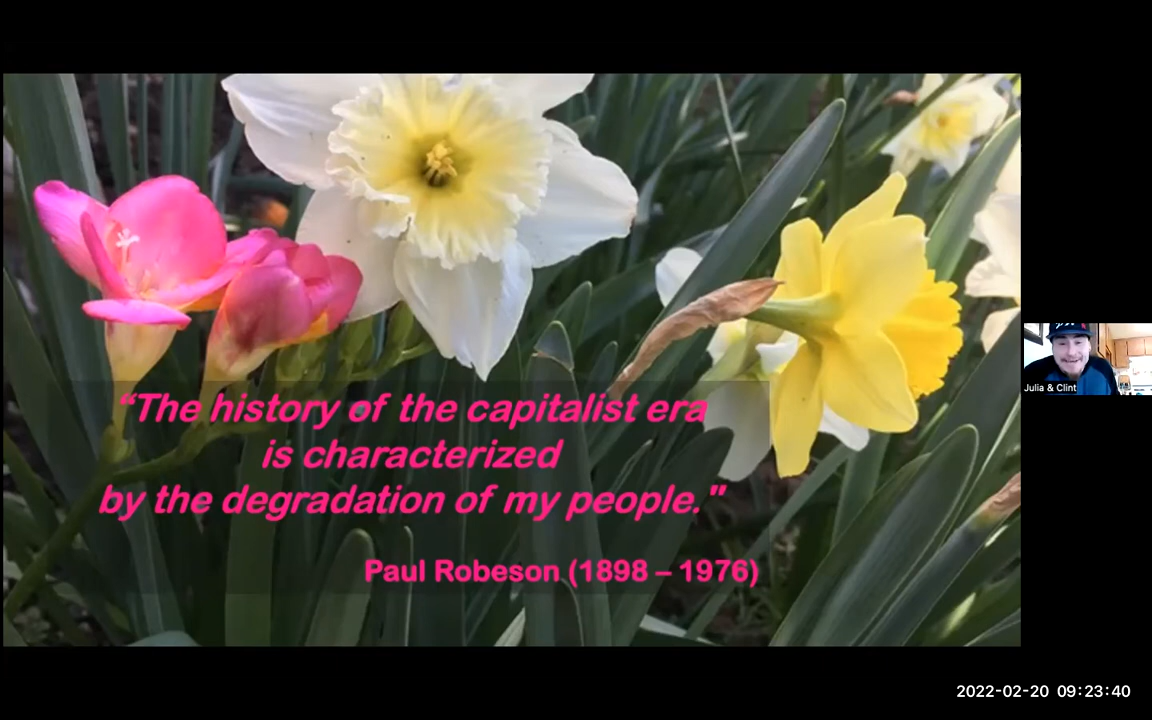 “The history of the capitalist era
is characterized
by the degradation of my people.”
Paul Robeson (1898 – 1976)
Julia & Clint
2022-02-20 09:23:40